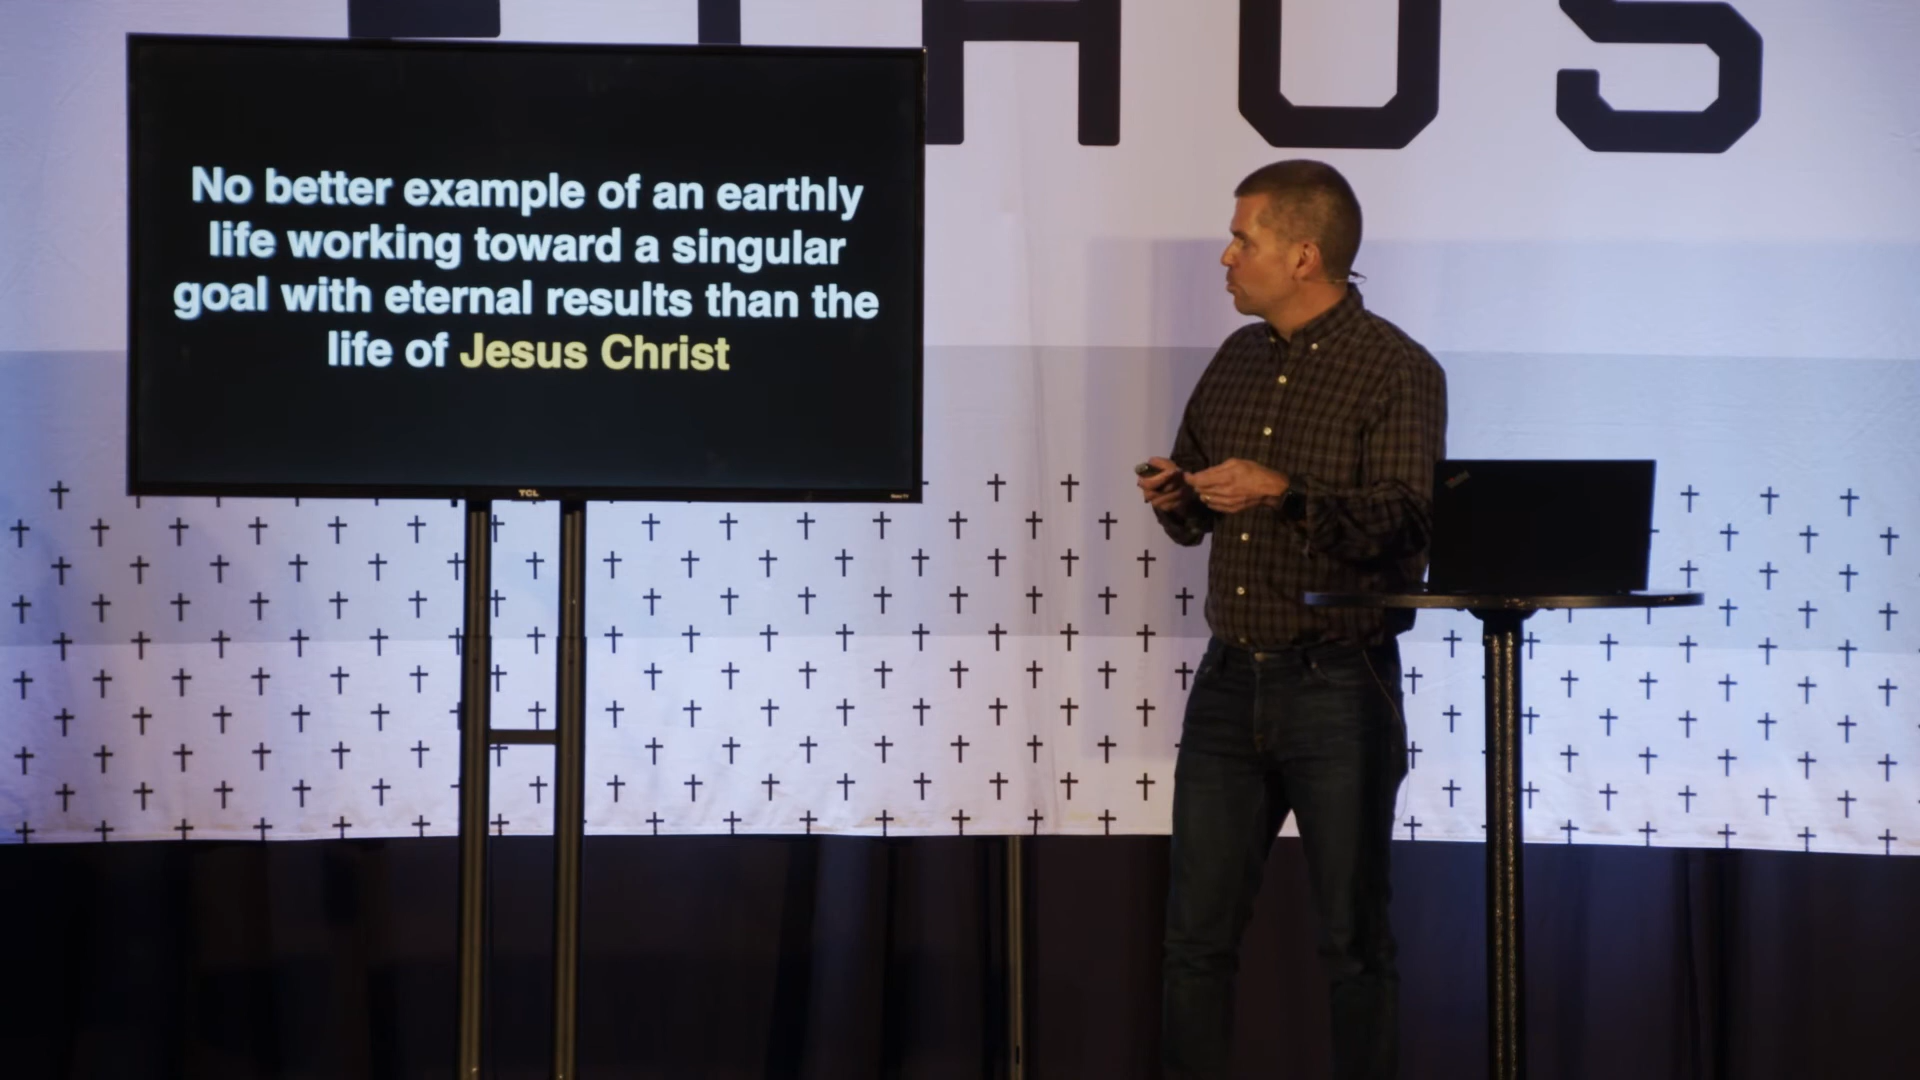 No better example of an earthly
life working toward a singular
goal with eternal results than the
life of Jesus Christ
TCL